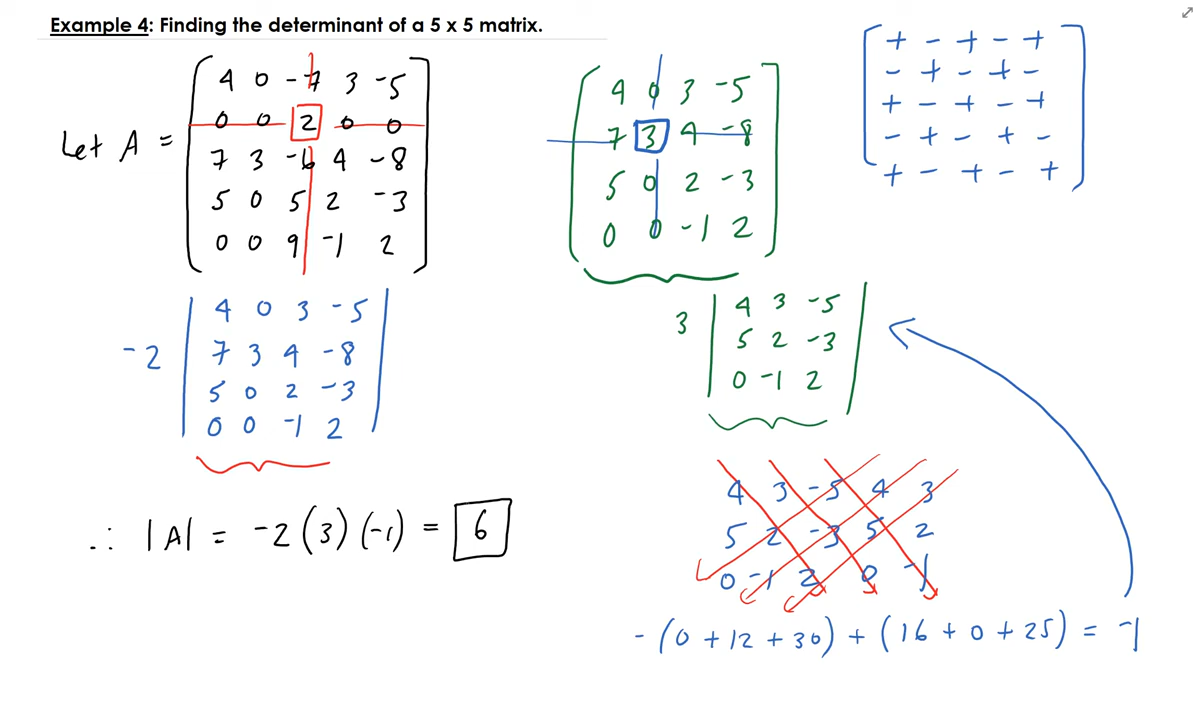 Example 4: Finding the determinant of a 5 x 5 matrix.
Let A =
4 0 -7 3 -5
0 0 2 0 0
7 3 -6 4 -8
5 0 5 2 -3
0 0 9 -1 2
4 0 3 -5
7 3 4 -8
5 0 2 -3
0 0 -1 2
+ - + - +
- + - + -
+ - + - +
- + - + -
+ - + - +
-2
4 0 3 -5
7 3 4 -8
5 0 2 -3
0 0 -1 2
3
4 3 -5
5 2 -3
0 -1 2
4 3 -5 4 3
5 2 -3 5 2
0 -1 2 0 -1
-(0 + 12 + 30) + (16 + 0 + 25) = -1
∴ |A| = -2(3)(-1) = 6